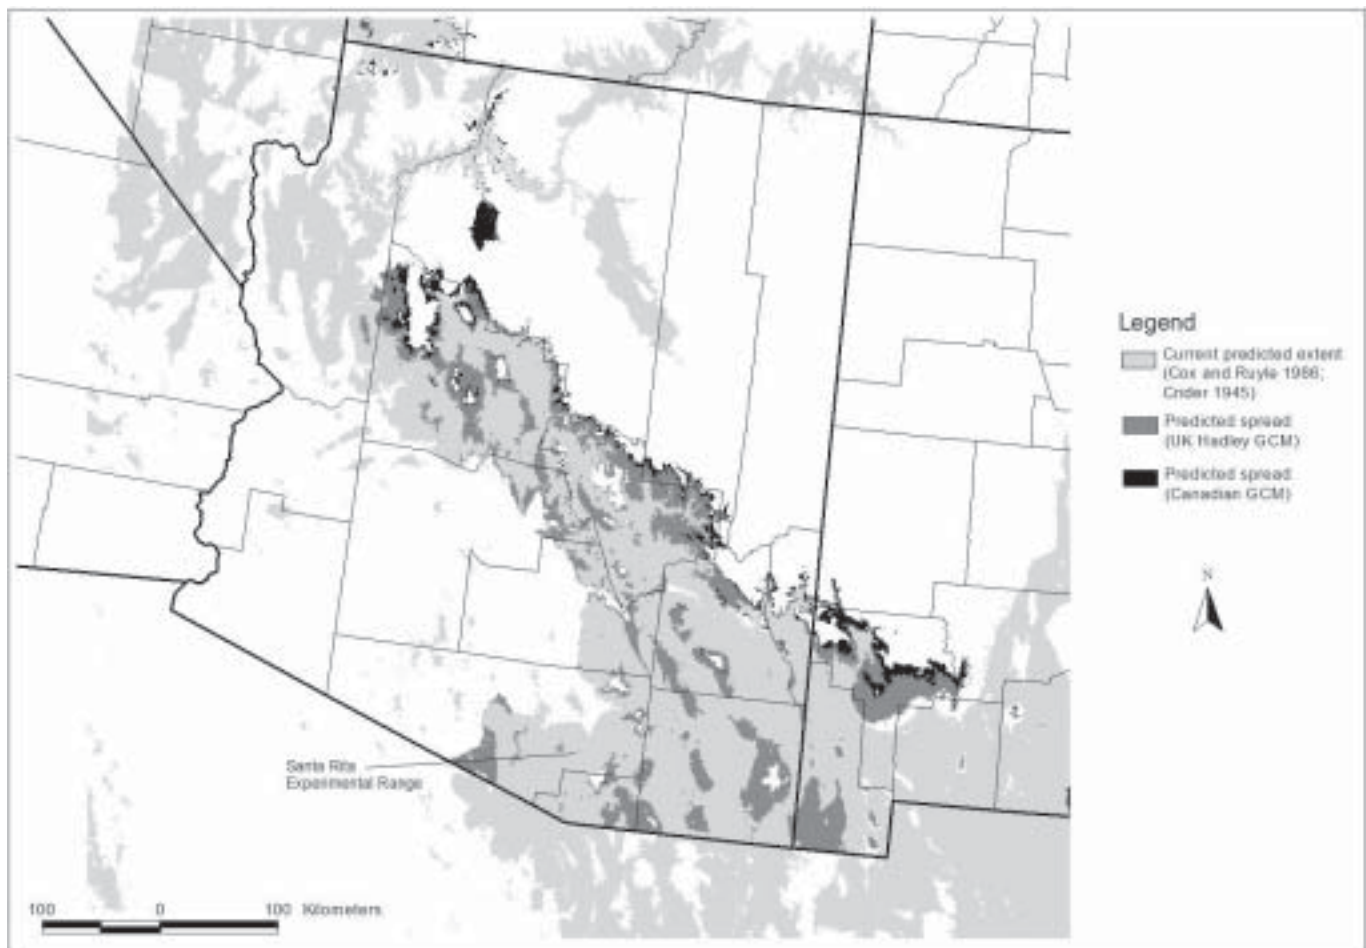 Legend
Current predicted extent
(Cox and Ruyle 1986;
Crider 1945)
Predicted spread
(UK Hadley GCM)
Predicted spread
(Canadian GCM)
N
Santa Rita
Experimental Range
100 0 100 Kilometers